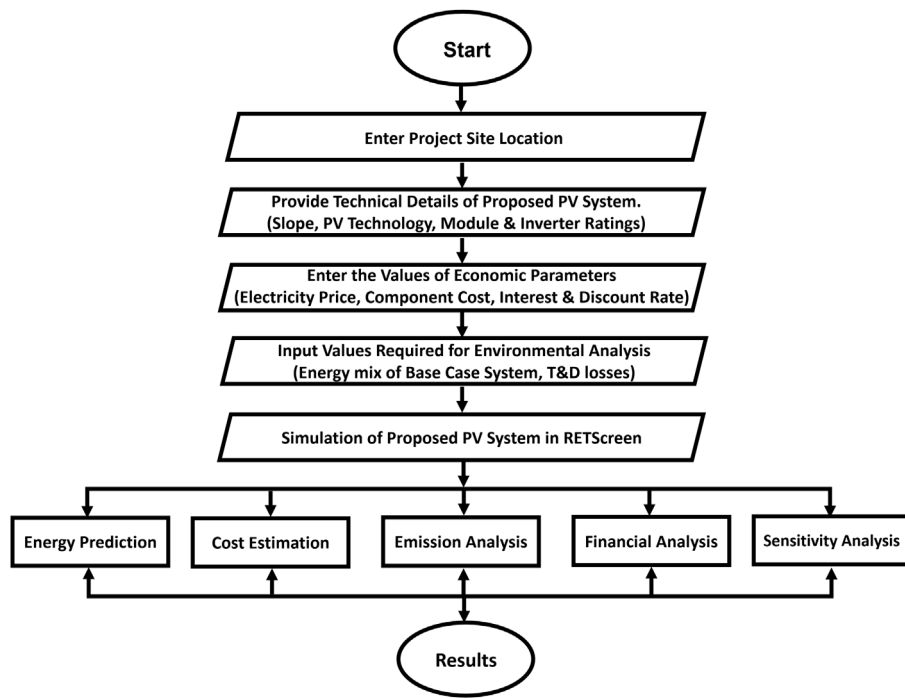 Start
Enter Project Site Location
Provide Technical Details of Proposed PV System.
(Slope, PV Technology, Module & Inverter Ratings)
Enter the Values of Economic Parameters
(Electricity Price, Component Cost, Interest & Discount Rate)
Input Values Required for Environmental Analysis
(Energy mix of Base Case System, T&D losses)
Simulation of Proposed PV System in RETScreen
Energy Prediction
Cost Estimation
Emission Analysis
Financial Analysis
Sensitivity Analysis
Results